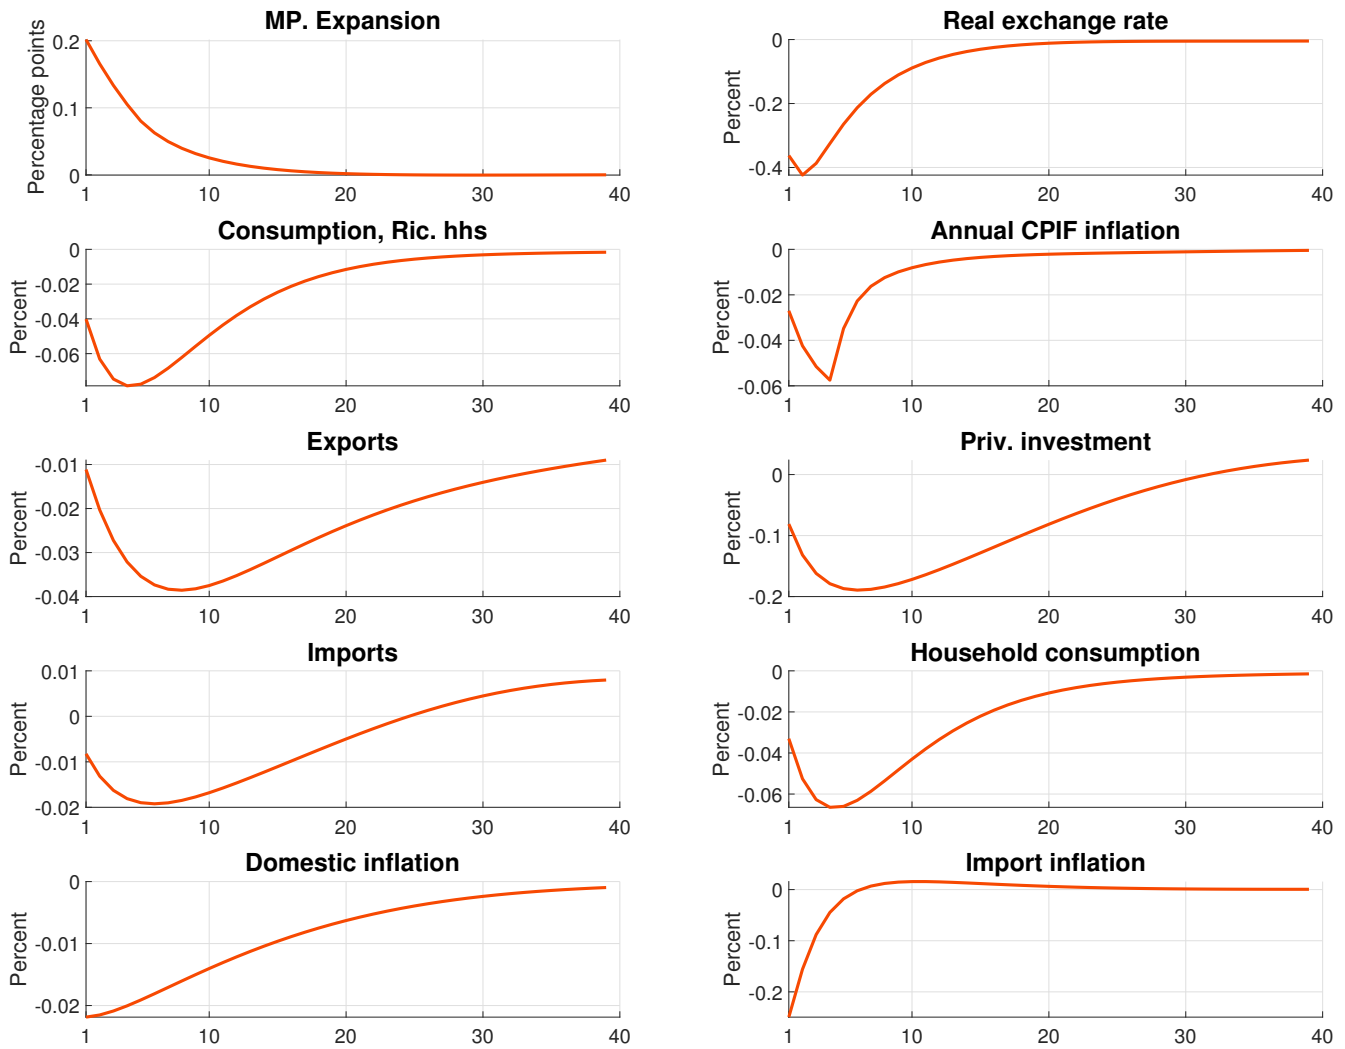 MP. Expansion
Percentage points
0.2
0.1
0
1 10 20 30 40
Real exchange rate
Percent
0
-0.2
-0.4
1 10 20 30 40
Consumption, Ric. hhs
Percent
0
-0.02
-0.04
-0.06
1 10 20 30 40
Annual CPIF inflation
Percent
0
-0.02
-0.04
-0.06
1 10 20 30 40
Exports
Percent
-0.01
-0.02
-0.03
-0.04
1 10 20 30 40
Priv. investment
Percent
0
-0.1
-0.2
1 10 20 30 40
Imports
Percent
0.01
0
-0.01
-0.02
1 10 20 30 40
Household consumption
Percent
0
-0.02
-0.04
-0.06
1 10 20 30 40
Domestic inflation
Percent
0
-0.01
-0.02
1 10 20 30 40
Import inflation
Percent
0
-0.1
-0.2
1 10 20 30 40